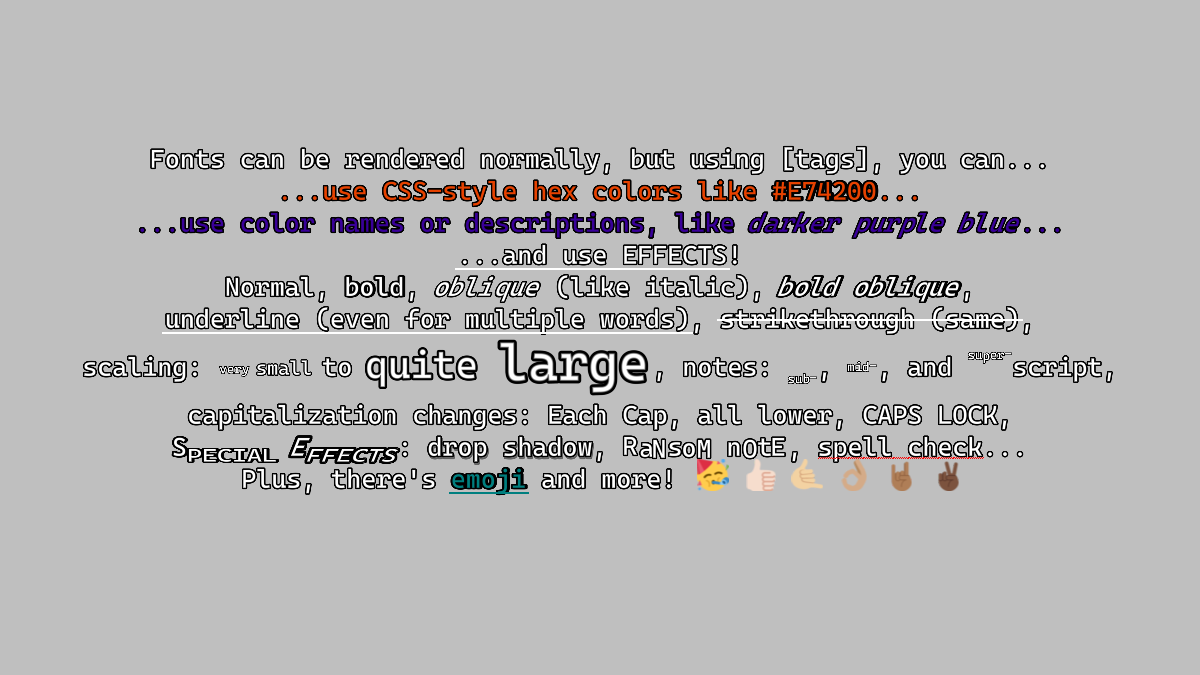 Fonts can be rendered normally, but using [tags], you can...
...use CSS-style hex colors like #E74200...
...use color names or descriptions, like darker purple blue...
...and use EFFECTS!
Normal, bold, oblique (like italic), bold oblique,
underline (even for multiple words), strikethrough (same),
scaling: very small to quite large, notes: sub-, mid-, and super-script,
capitalization changes: Each Cap, all lower, CAPS LOCK,
SPECIAL EFFECTS: drop shadow, RaNsoM nOtE, spell check...
Plus, there's emoji and more! 🥳 👍🏻 🤙🏼 👌🏽 🤘🏾 ✌🏿